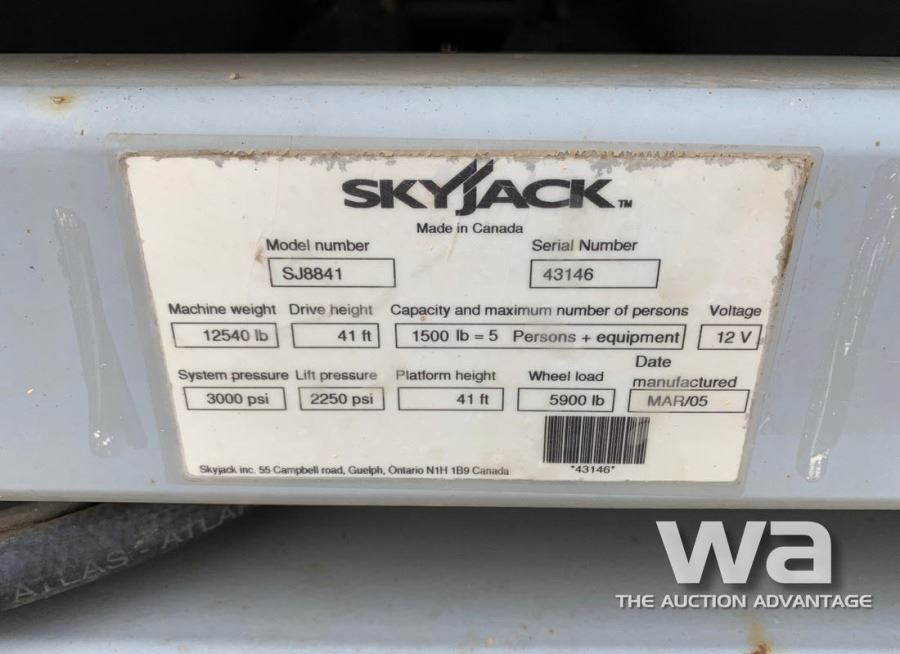 SKYJACK™
Made in Canada
Model number Serial Number
SJ8841 43146
Machine weight Drive height Capacity and maximum number of persons Voltage
12540 lb 41 ft 1500 lb = 5 Persons + equipment 12 V
System pressure Lift pressure Platform height Wheel load Date manufactured
3000 psi 2250 psi 41 ft 5900 lb MAR/05
*43146*
Skyjack inc. 55 Campbell road, Guelph, Ontario N1H 1B9 Canada
ATLAS - ATLA
wa
THE AUCTION ADVANTAGE